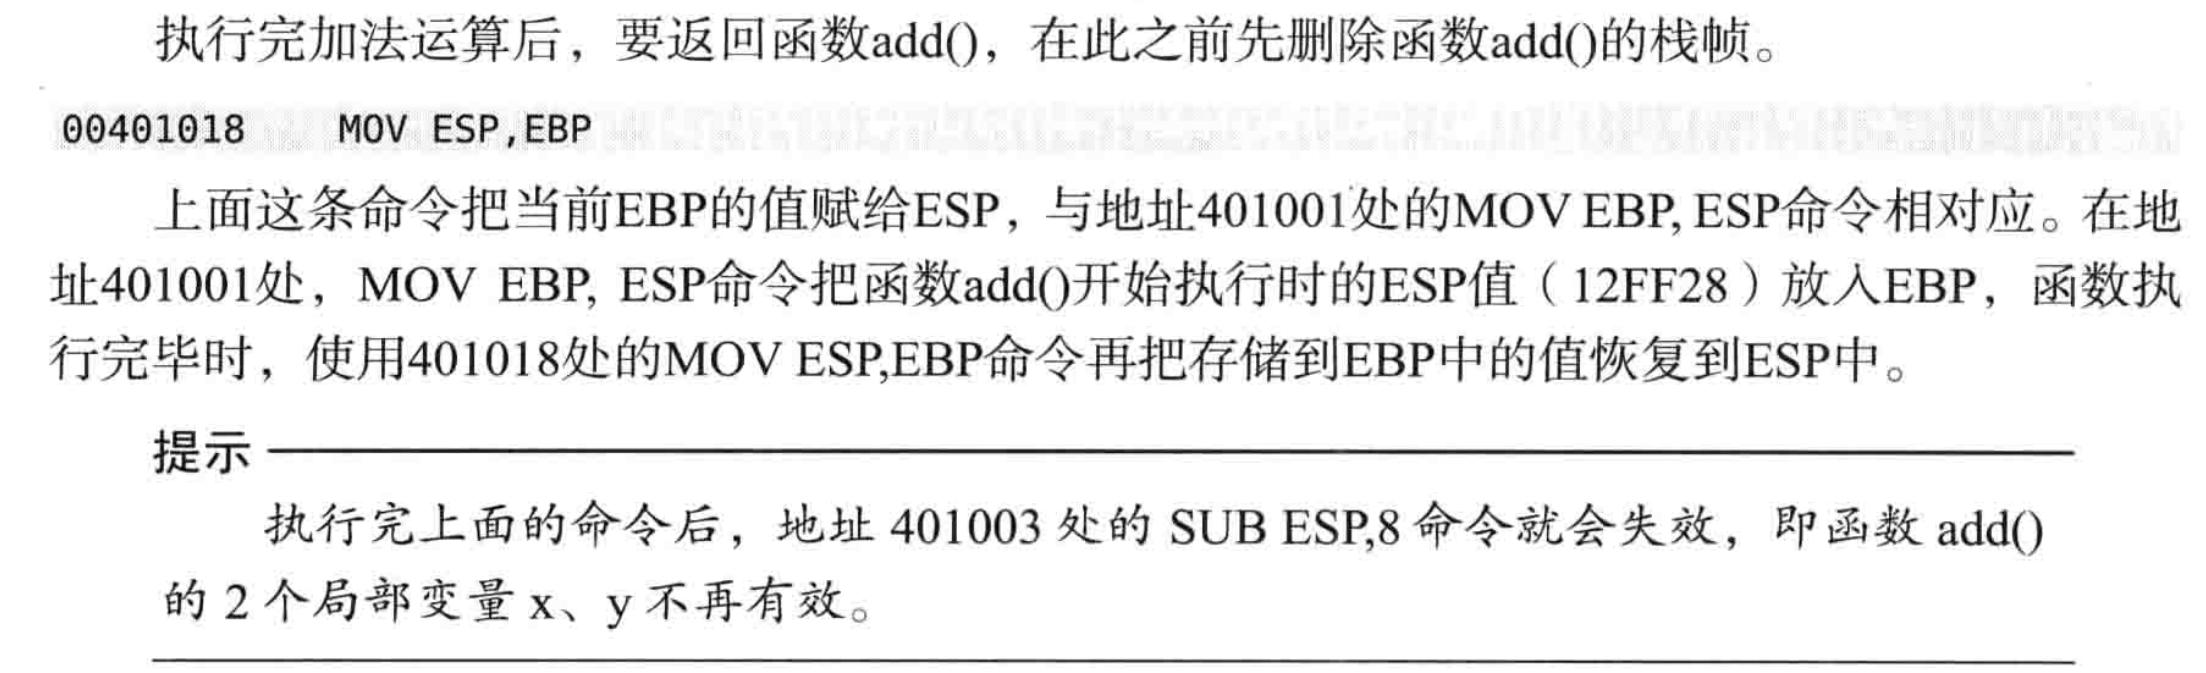 执行完加法运算后，要返回函数add()，在此之前先删除函数add()的栈帧。
00401018 MOV ESP,EBP
上面这条命令把当前EBP的值赋给ESP，与地址401001处的MOV EBP, ESP命令相对应。在地
址401001处，MOV EBP, ESP命令把函数add()开始执行时的ESP值（12FF28）放入EBP，函数执
行完毕时，使用401018处的MOV ESP,EBP命令再把存储到EBP中的值恢复到ESP中。
提示
执行完上面的命令后，地址 401003 处的 SUB ESP,8 命令就会失效，即函数 add()
的 2 个局部变量 x、y 不再有效。